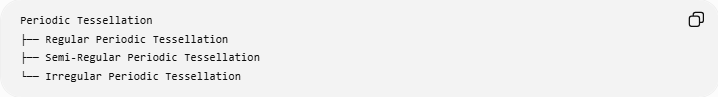 Periodic Tessellation
├── Regular Periodic Tessellation
├── Semi-Regular Periodic Tessellation
└── Irregular Periodic Tessellation